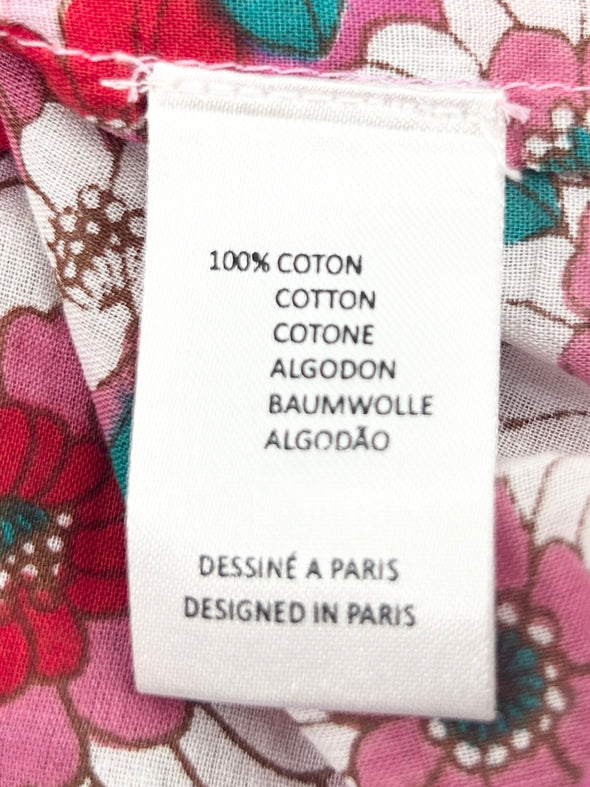 100% COTON
COTTON
COTONE
ALGODON
BAUMWOLLE
ALGODÃO
DESSINÉ A PARIS
DESIGNED IN PARIS